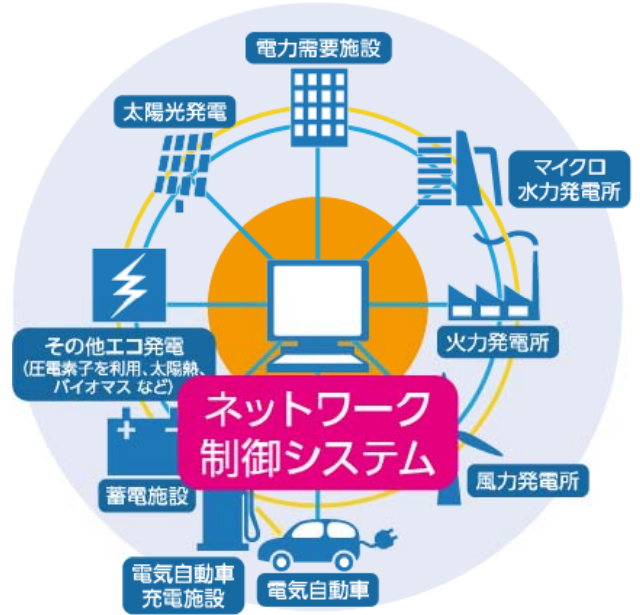 電力需要施設
太陽光発電
マイクロ
水力発電所
火力発電所
その他エコ発電
(圧電素子を利用、太陽熱、
バイオマス など)
ネットワーク
制御システム
風力発電所
蓄電施設
電気自動車
充電施設
電気自動車